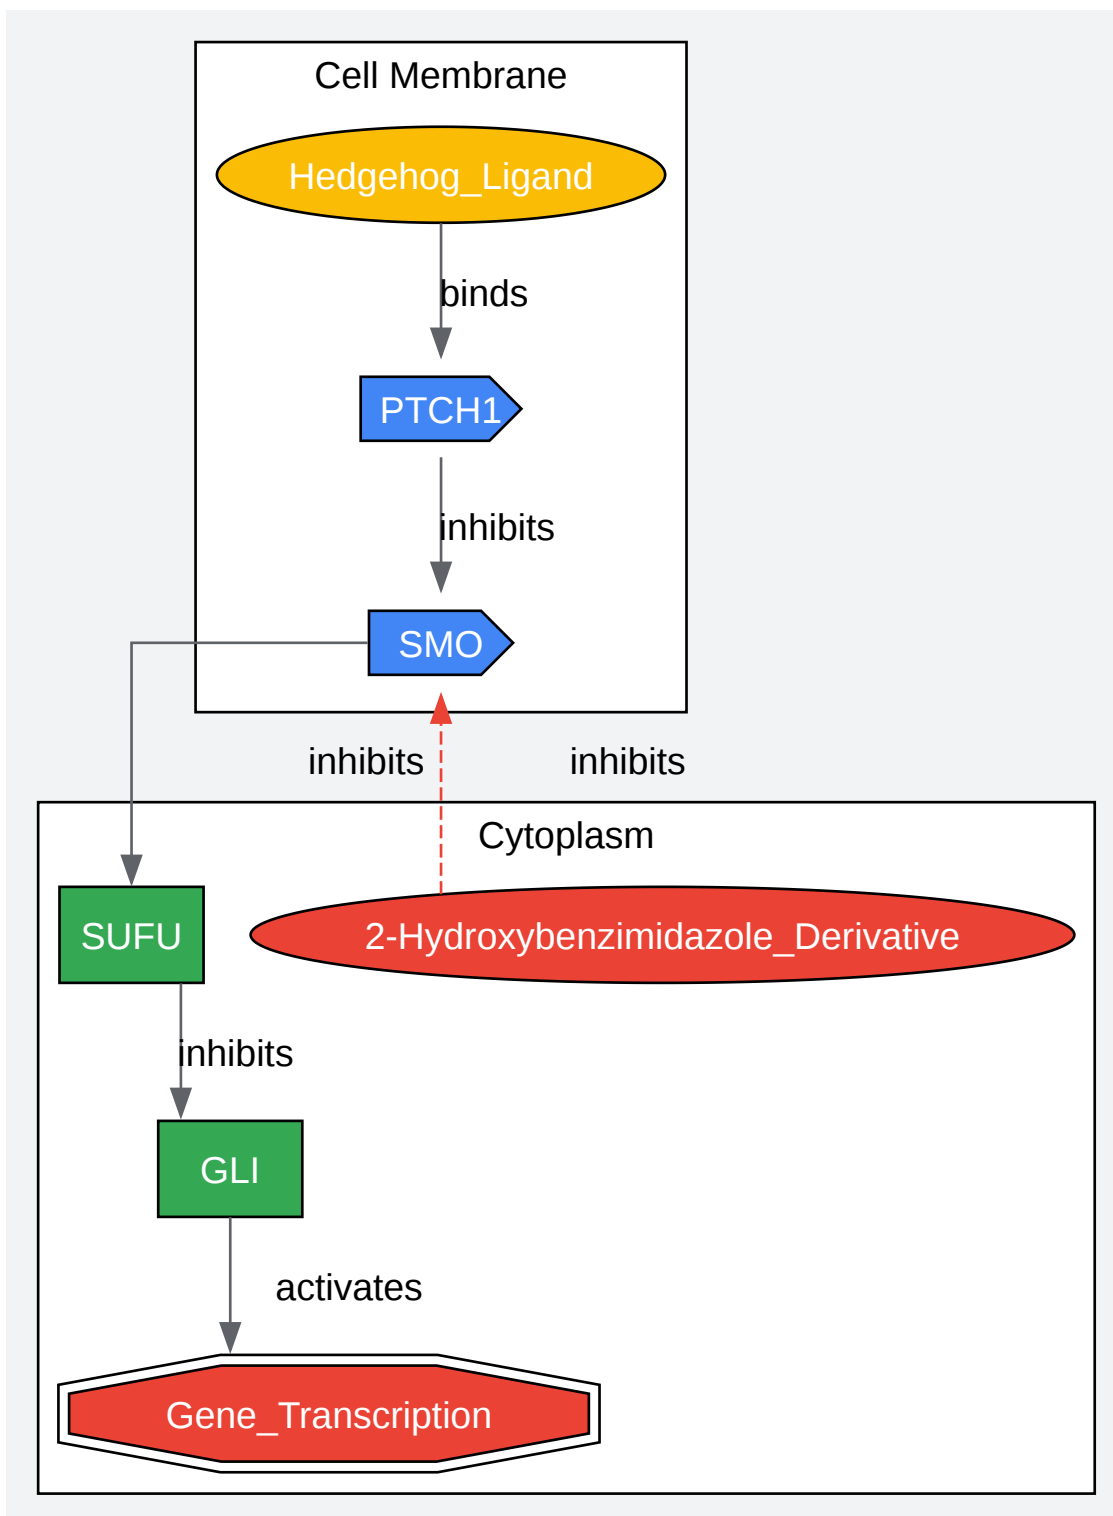 Cell Membrane
Hedgehog_Ligand
binds
PTCH1
inhibits
SMO
inhibits
inhibits
Cytoplasm
SUFU
2-Hydroxybenzimidazole_Derivative
inhibits
GLI
activates
Gene_Transcription